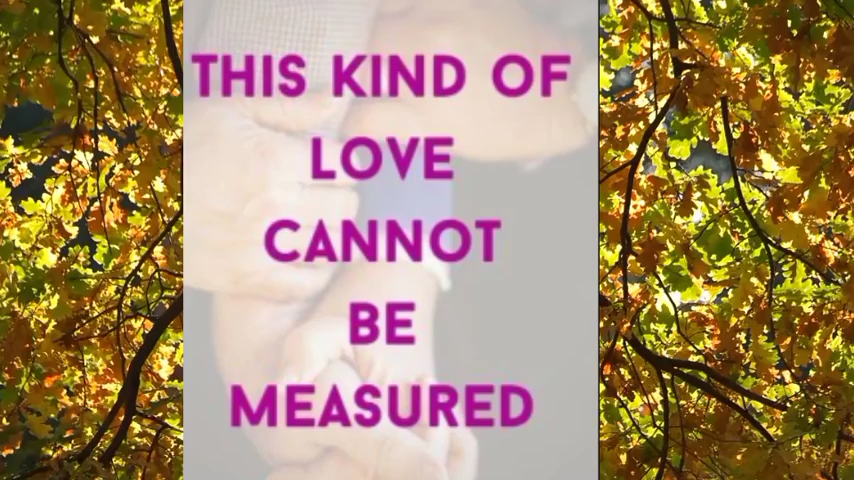 THIS KIND OF
LOVE
CANNOT
BE
MEASURED